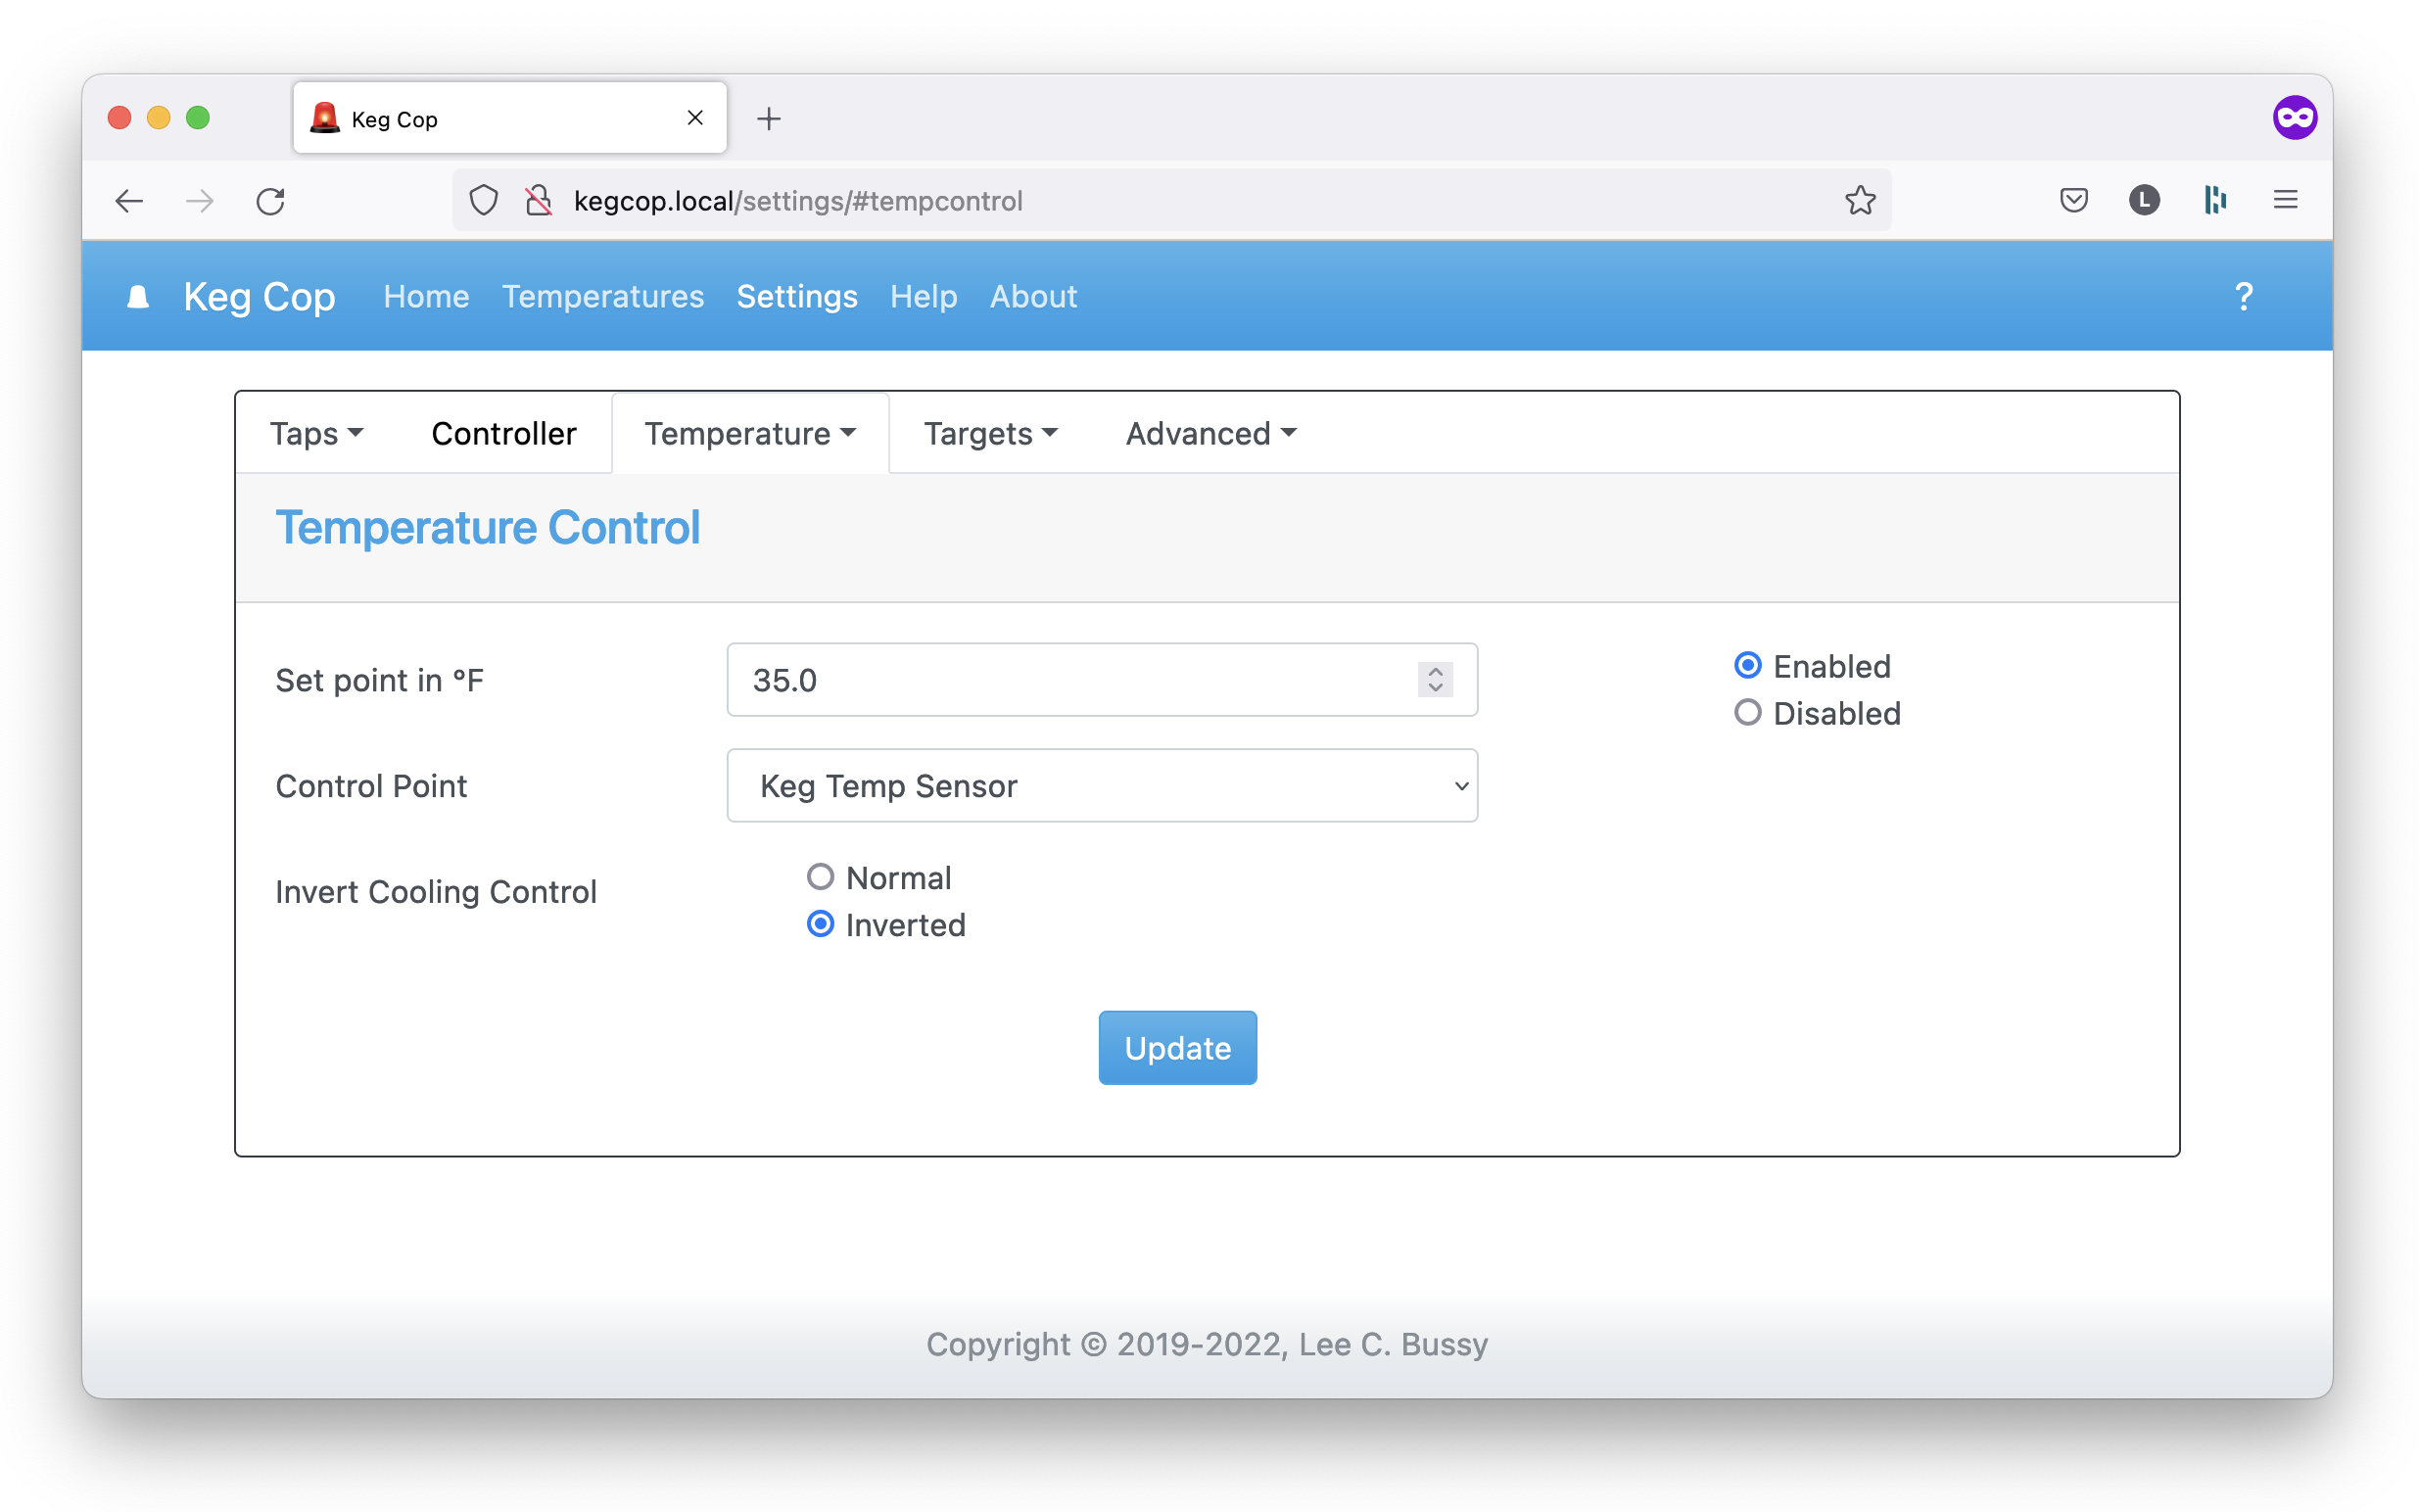 Keg Cop
kegcop.local/settings/#tempcontrol
L
Keg Cop Home Temperatures Settings Help About ?
Taps Controller Temperature Targets Advanced
Temperature Control
Set point in °F 35.0 Enabled
Disabled
Control Point Keg Temp Sensor
Invert Cooling Control Normal
Inverted
Update
Copyright © 2019-2022, Lee C. Bussy